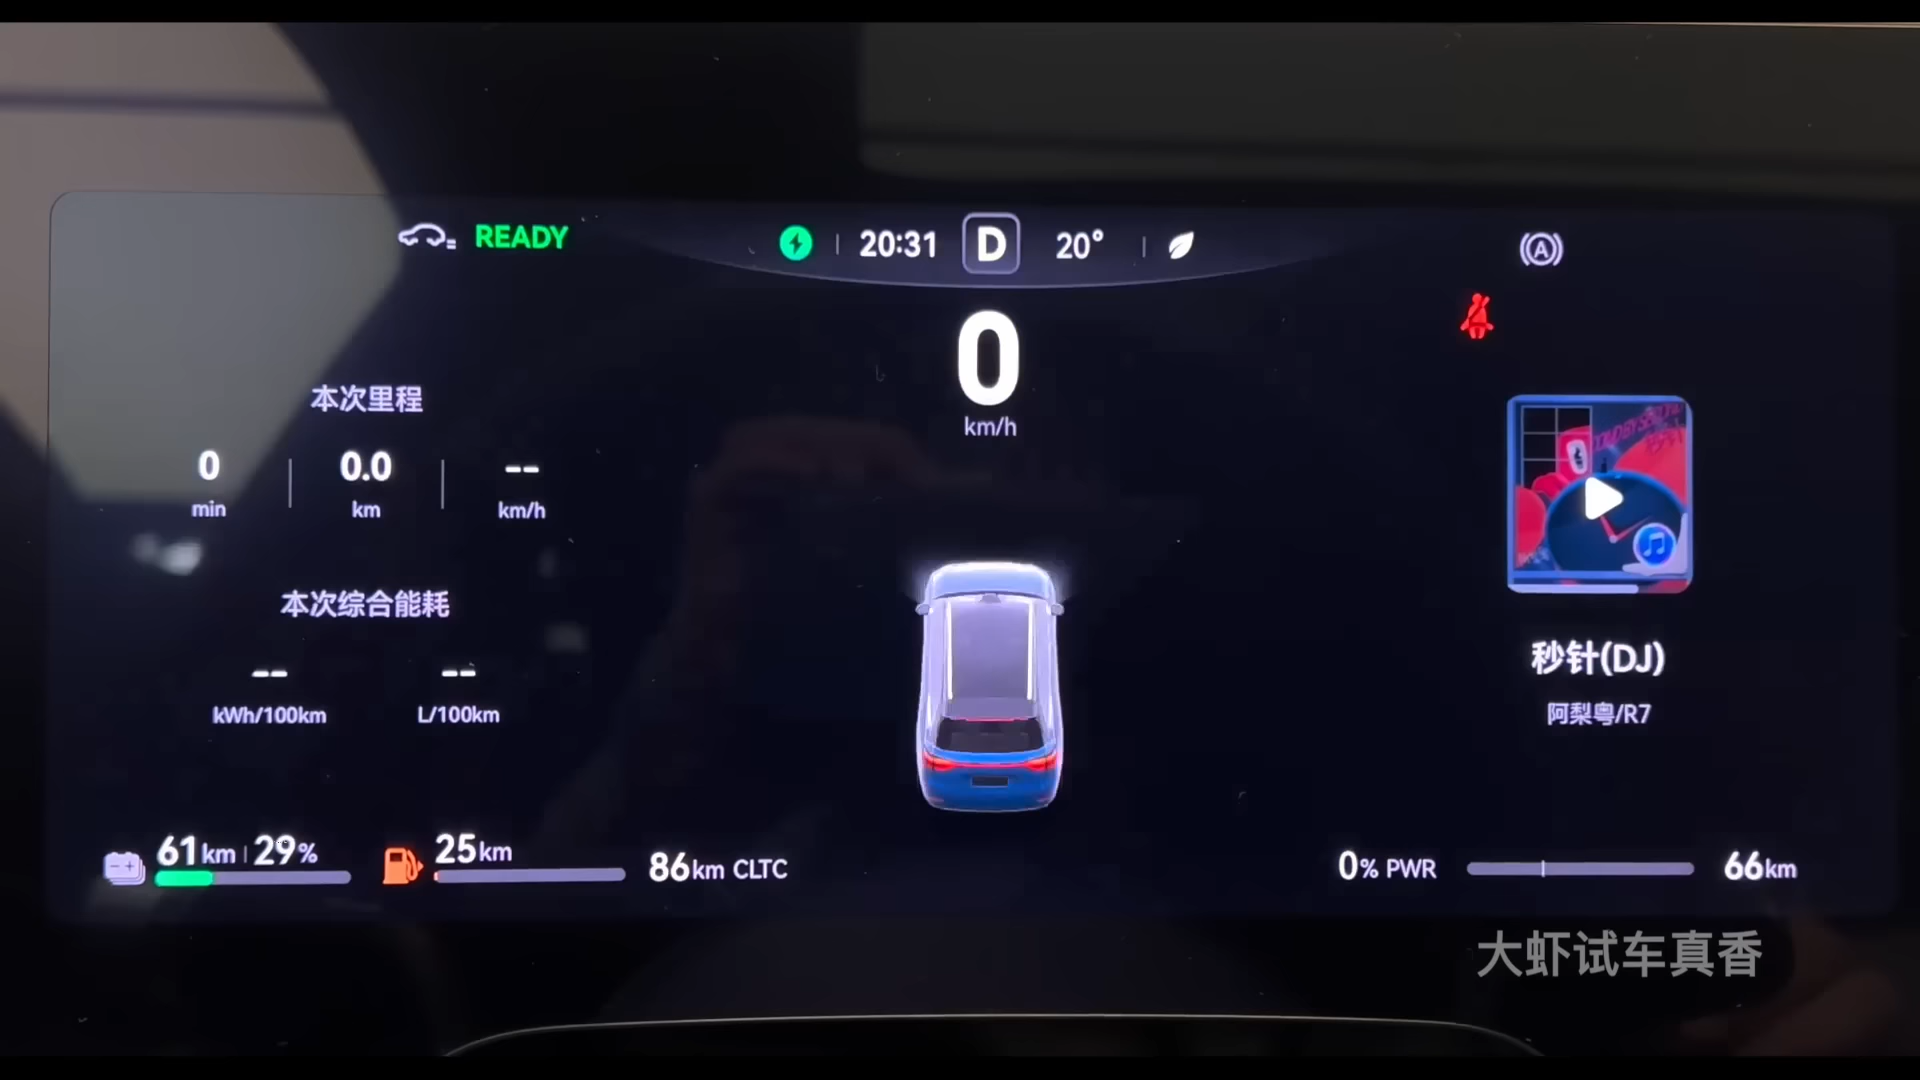 READY
20:31 D 20°
0
km/h
本次里程
0 0.0 --
min km km/h
本次综合能耗
-- --
kWh/100km L/100km
秒针(DJ)
阿梨粤/R7
61km 29% 25km 86km CLTC
0% PWR 66km
大虾试车真香